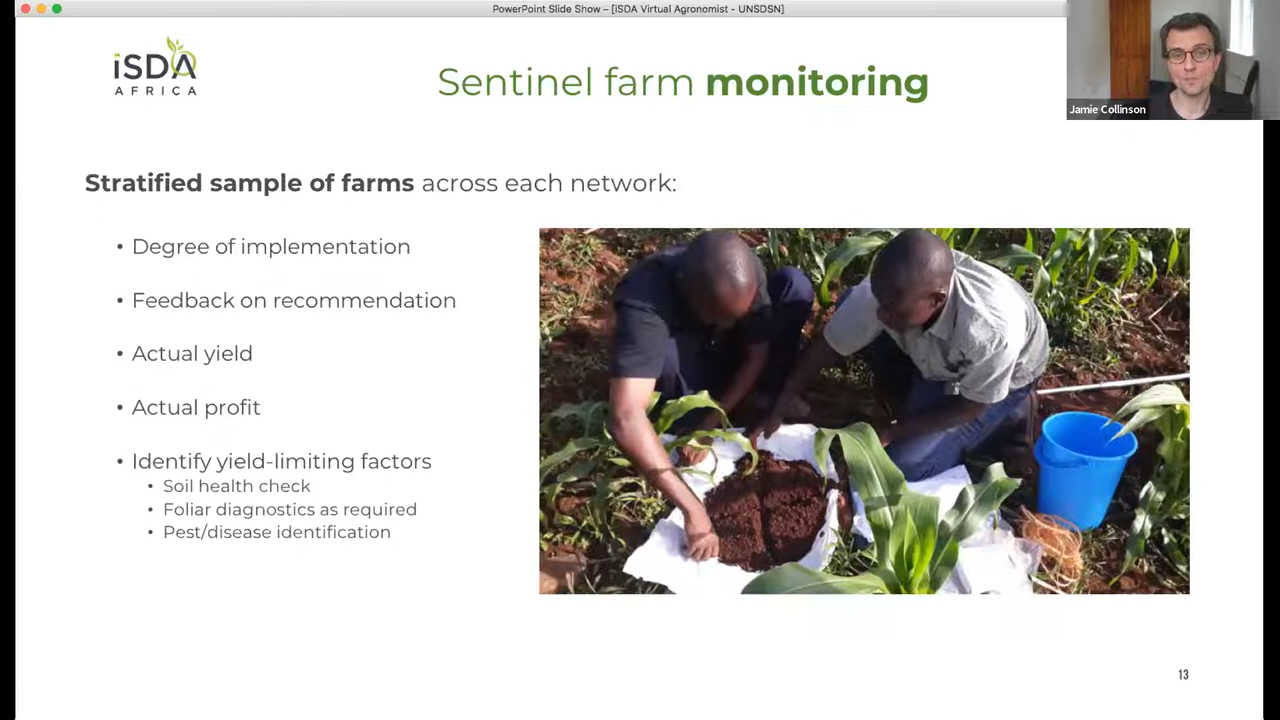 PowerPoint Slide Show – [iSDA Virtual Agronomist - UNSDSN]
iSDA
AFRICA
Sentinel farm monitoring
Jamie Collinson
Stratified sample of farms across each network:
• Degree of implementation
• Feedback on recommendation
• Actual yield
• Actual profit
• Identify yield-limiting factors
• Soil health check
• Foliar diagnostics as required
• Pest/disease identification
13